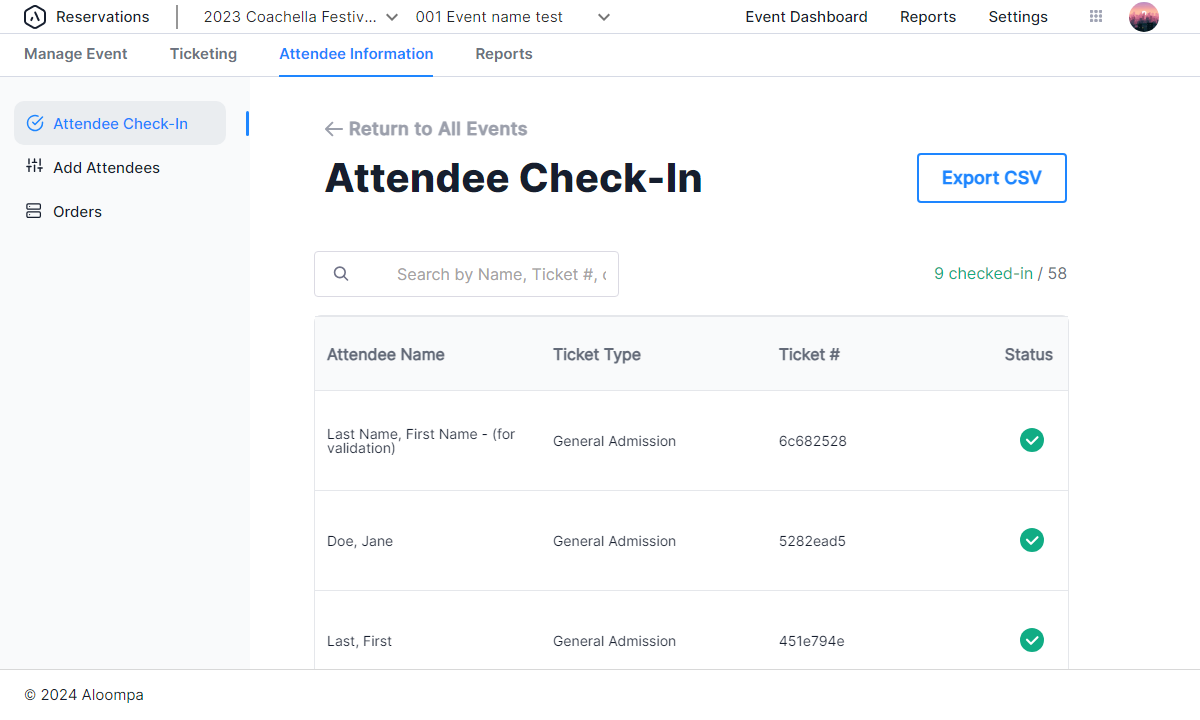 Reservations
2023 Coachella Festiv...
001 Event name test
Event Dashboard
Reports
Settings
Manage Event
Ticketing
Attendee Information
Reports
Attendee Check-In
Add Attendees
Orders
Return to All Events
Attendee Check-In
Export CSV
Search by Name, Ticket #,
9 checked-in / 58
Attendee Name Ticket Type Ticket # Status
Last Name, First Name - (for
validation)
General Admission 6c682528
Doe, Jane General Admission 5282ead5
Last, First General Admission 451e794e
© 2024 Aloompa